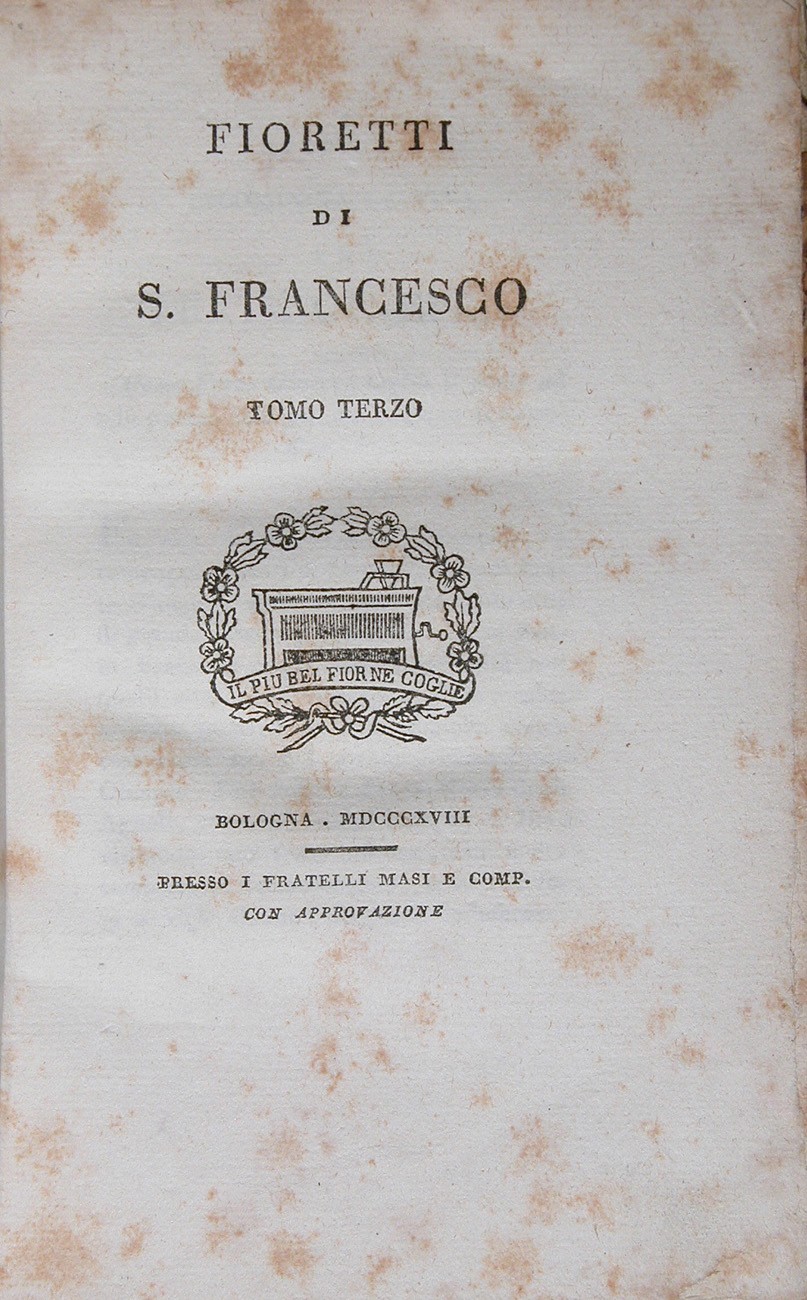 FIORETTI
DI
S. FRANCESCO
TOMO TERZO
IL PIU BEL FIOR NE COGLIE
BOLOGNA . MDCCCXVIII
PRESSO I FRATELLI MASI E COMP.
CON APPROVAZIONE